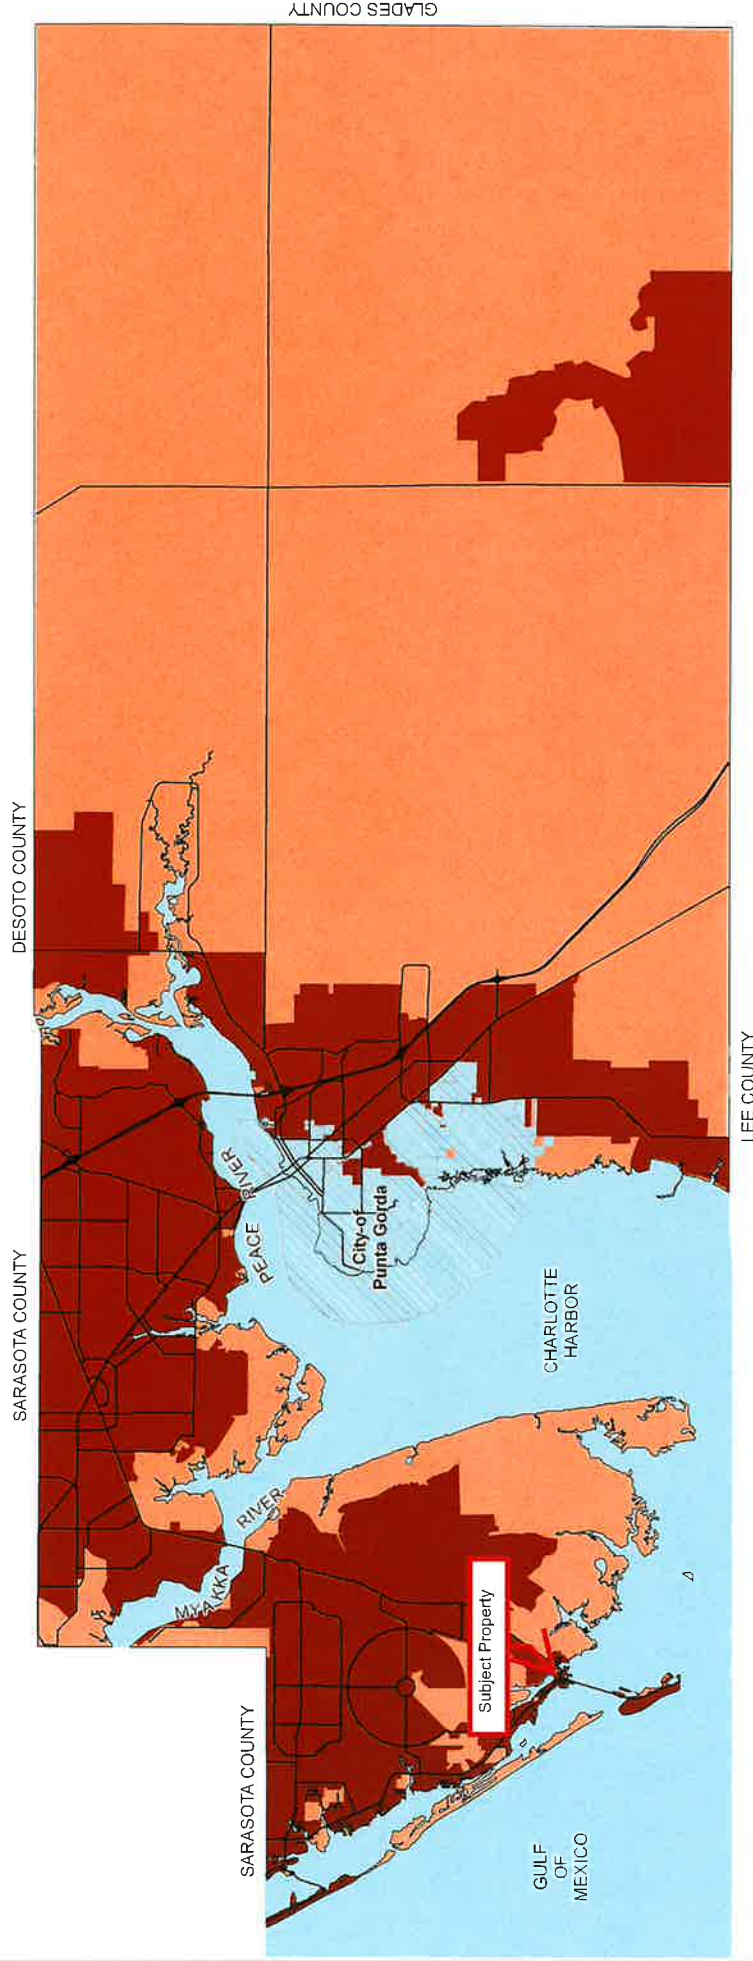 GLADES COUNTY
DESOTO COUNTY
SARASOTA COUNTY
SARASOTA COUNTY
LEE COUNTY
PEACE RIVER
MYAKKA RIVER
City of
Punta Gorda
CHARLOTTE
HARBOR
Subject Property
GULF
OF
MEXICO